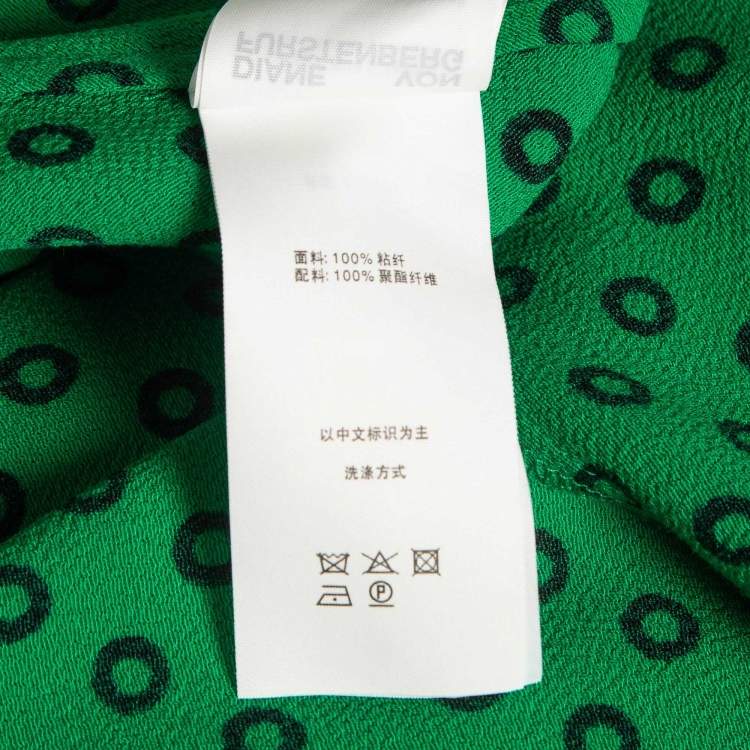 DIANE VON
FURSTENBERG
面料: 100% 粘纤
配料: 100% 聚酯纤维
以中文标识为主
洗涤方式
P